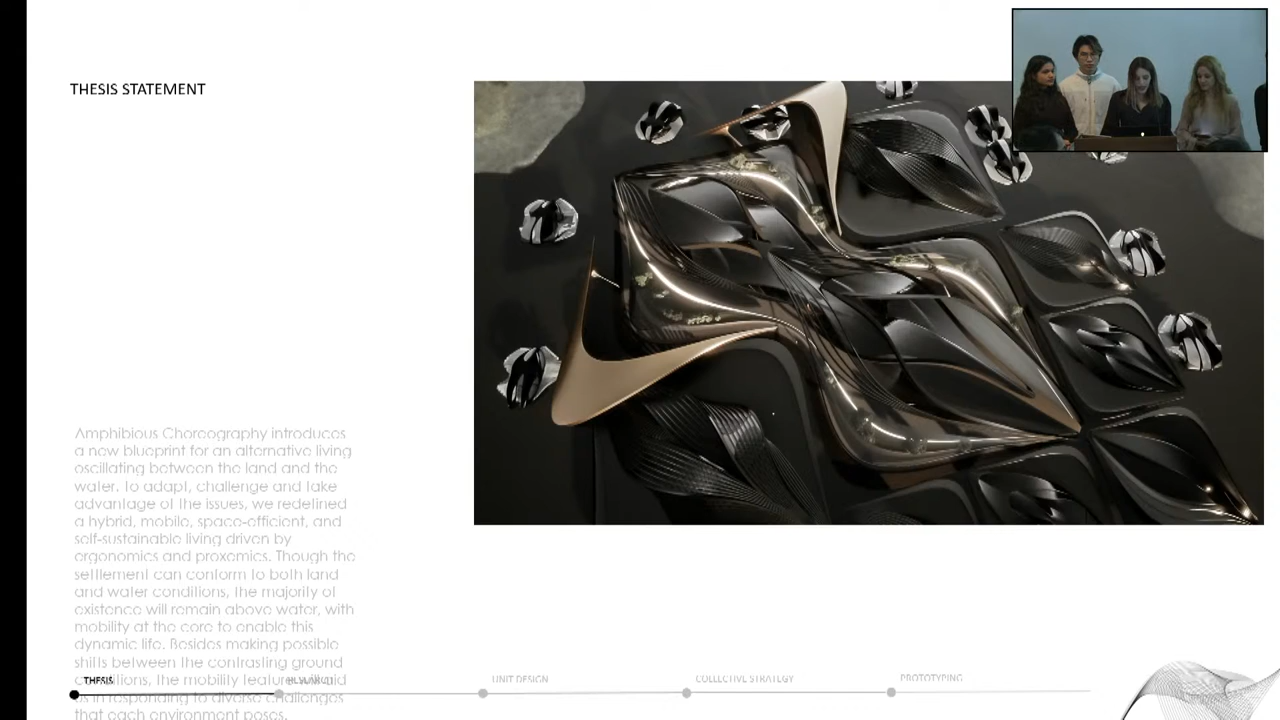 THESIS STATEMENT
Amphibious Choreography introduces
a new blueprint for an alternative living
oscillating between the land and the
water. To adapt, challenge and take
advantage of the issues, we redefined
a hybrid, mobile, space-efficient, and
self-sustainable living driven by
ergonomics and proxemics. Though the
settlement can conform to both land
and water conditions, the majority of
existence will remain above water, with
mobility at the core to enable this
dynamic life. Besides making possible
shifts between the contrasting ground
the mobility
in responding to diverse challenges
that each environment poses.
THESIS
UNIT DESIGN
COLLECTIVE STRATEGY
PROTOTYPING